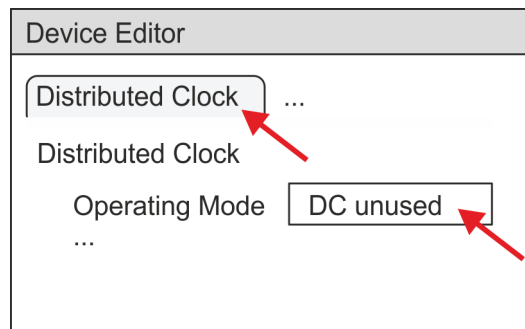 Device Editor
Distributed Clock ...
Distributed Clock
Operating Mode DC unused
...